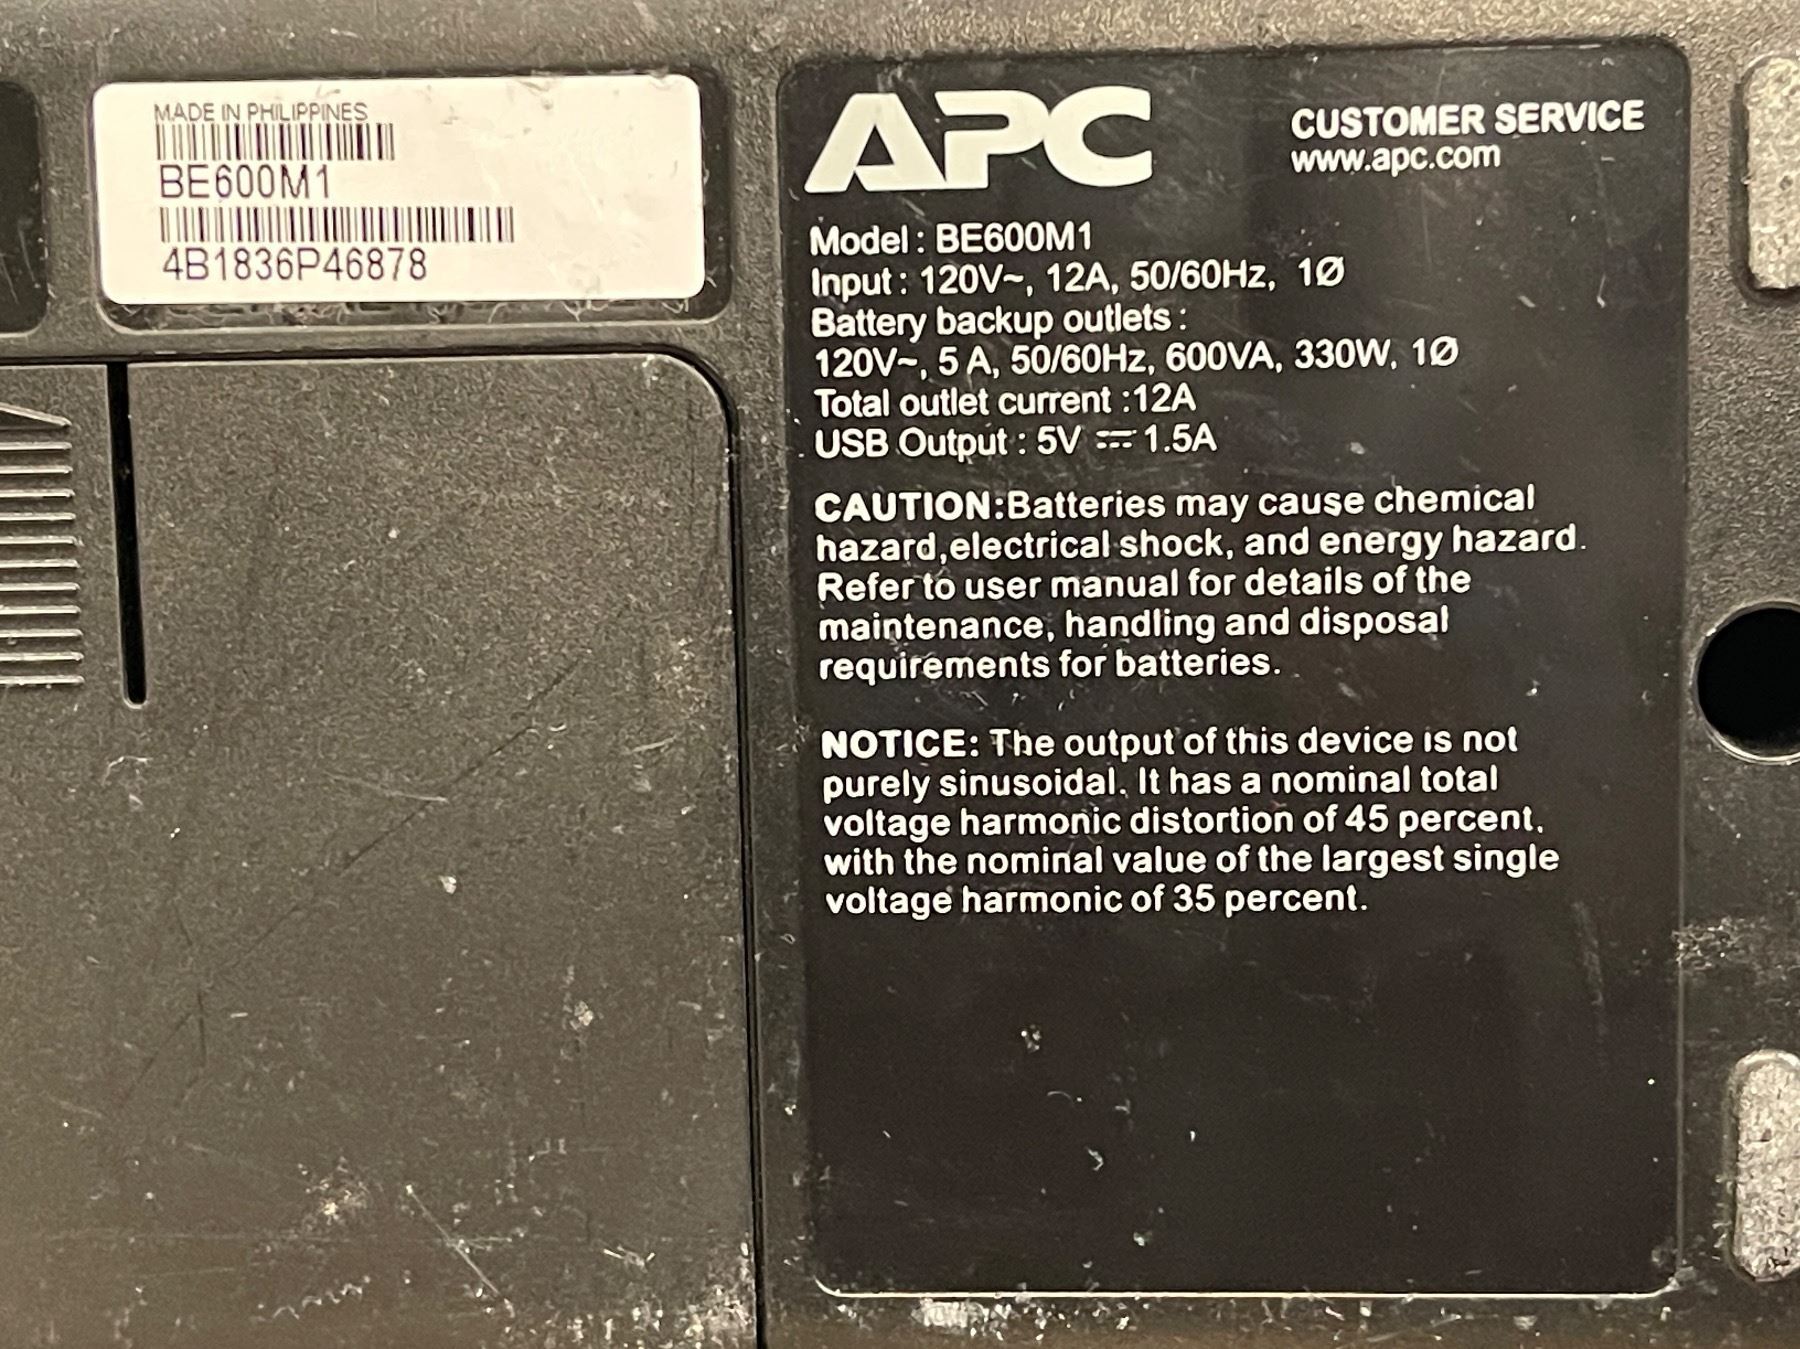 MADE IN PHILIPPINES
BE600M1
4B1836P46878
APC
CUSTOMER SERVICE
www.apc.com
Model : BE600M1
Input : 120V~, 12A, 50/60Hz, 1Ø
Battery backup outlets :
120V~, 5 A, 50/60Hz, 600VA, 330W, 1Ø
Total outlet current :12A
USB Output : 5V ⎓ 1.5A
CAUTION:Batteries may cause chemical
hazard,electrical shock, and energy hazard.
Refer to user manual for details of the
maintenance, handling and disposal
requirements for batteries.
NOTICE: The output of this device is not
purely sinusoidal. It has a nominal total
voltage harmonic distortion of 45 percent,
with the nominal value of the largest single
voltage harmonic of 35 percent.